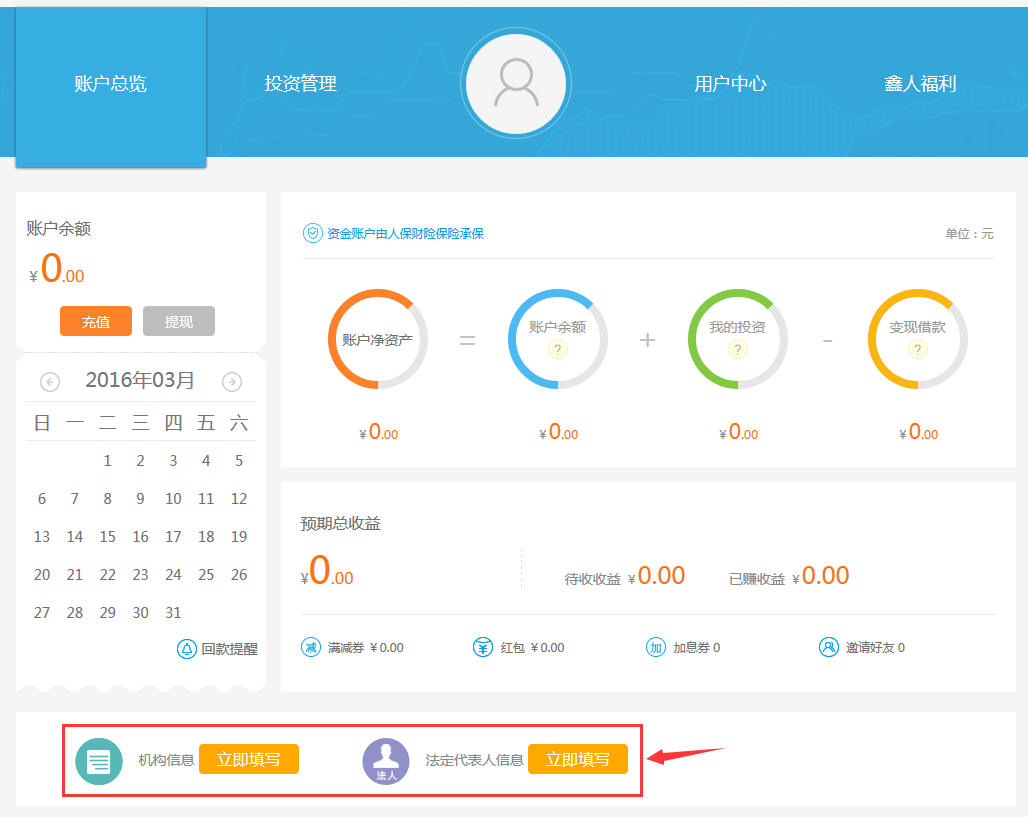 账户总览
投资管理
用户中心
鑫人福利
账户余额
¥0.00
充值
提现
2016年03月
日 一 二 三 四 五 六
1 2 3 4 5
6 7 8 9 10 11 12
13 14 15 16 17 18 19
20 21 22 23 24 25 26
27 28 29 30 31
回款提醒
资金账户由人保财险保险承保
单位：元
账户净资产 = 账户余额 ? + 我的投资 ? - 变现借款 ?
¥0.00 ¥0.00 ¥0.00 ¥0.00
预期总收益
¥0.00
待收收益 ¥0.00 已赚收益 ¥0.00
减 满减券 ¥0.00 ¥ 红包 ¥0.00 加 加息券 0 邀请好友 0
机构信息 立即填写 法人 法定代表人信息 立即填写